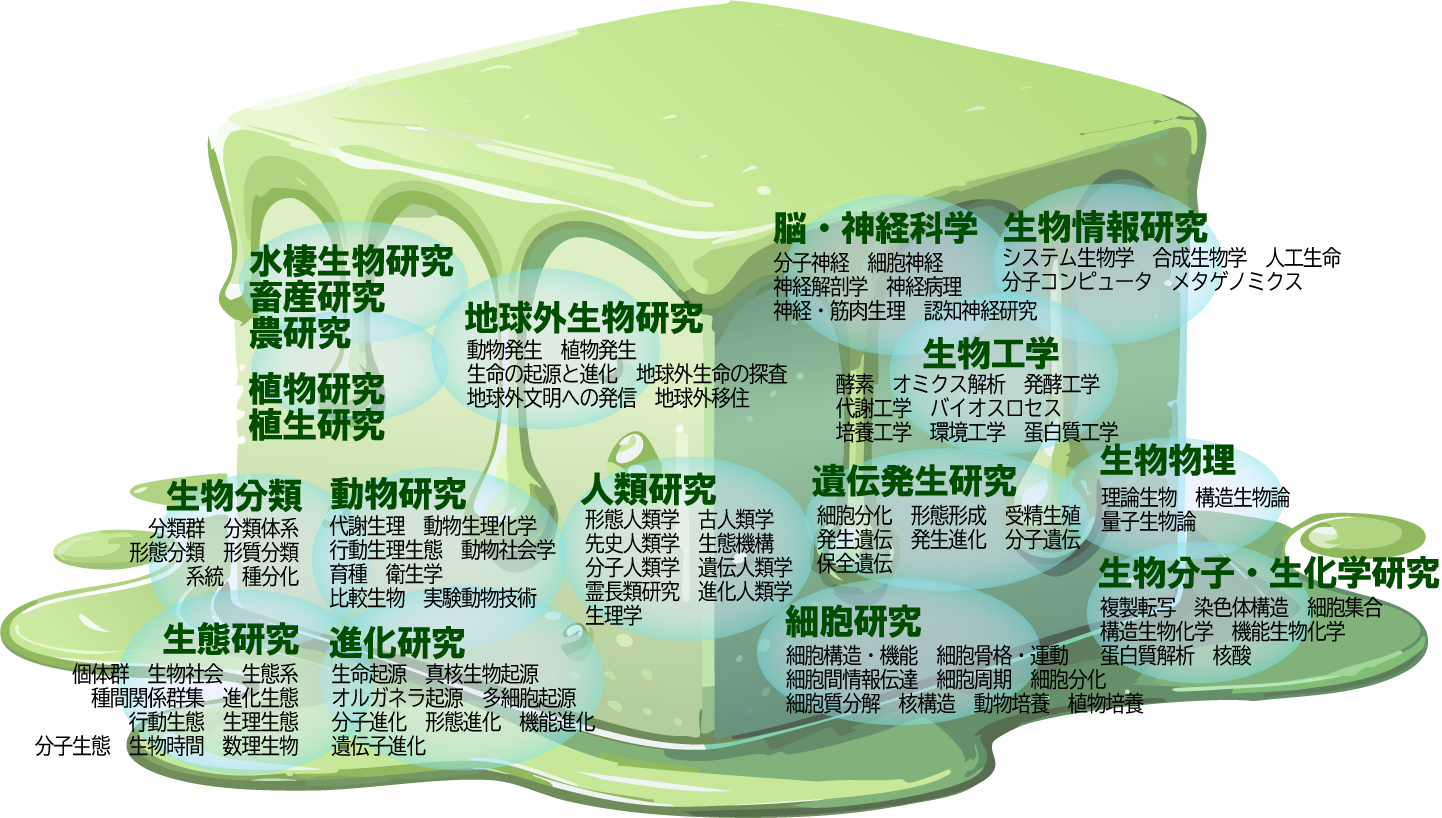 水棲生物研究
畜産研究
農研究
植物研究
植生研究
地球外生物研究
動物発生　植物発生
生命の起源と進化　地球外生命の探査
地球外文明への発信　地球外移住
脳・神経科学
分子神経　細胞神経
神経解剖学　神経病理
神経・筋肉生理　認知神経研究
生物情報研究
システム生物学　合成生物学　人工生命
分子コンピュータ　メタゲノミクス
生物工学
酵素　オミクス解析　発酵工学
代謝工学　バイオスロセス
培養工学　環境工学　蛋白質工学
生物分類
分類群　分類体系
形態分類　形質分類
系統　種分化
動物研究
代謝生理　動物生理化学
行動生理生態　動物社会学
育種　衛生学
比較生物　実験動物技術
人類研究
形態人類学　古人類学
先史人類学　生態機構
分子人類学　遺伝人類学
霊長類研究　進化人類学
生理学
遺伝発生研究
細胞分化　形態形成　受精生殖
発生遺伝　発生進化　分子遺伝
保全遺伝
生物物理
理論生物　構造生物論
量子生物論
生物分子・生化学研究
複製転写　染色体構造　細胞集合
構造生物化学　機能生物化学
蛋白質解析　核酸
生態研究
個体群　生物社会　生態系
種間関係群集　進化生態
行動生態　生理生態
分子生態　生物時間　数理生物
進化研究
生命起源　真核生物起源
オルガネラ起源　多細胞起源
分子進化　形態進化　機能進化
遺伝子進化
細胞研究
細胞構造・機能　細胞骨格・運動
細胞間情報伝達　細胞周期　細胞分化
細胞質分解　核構造　動物培養　植物培養